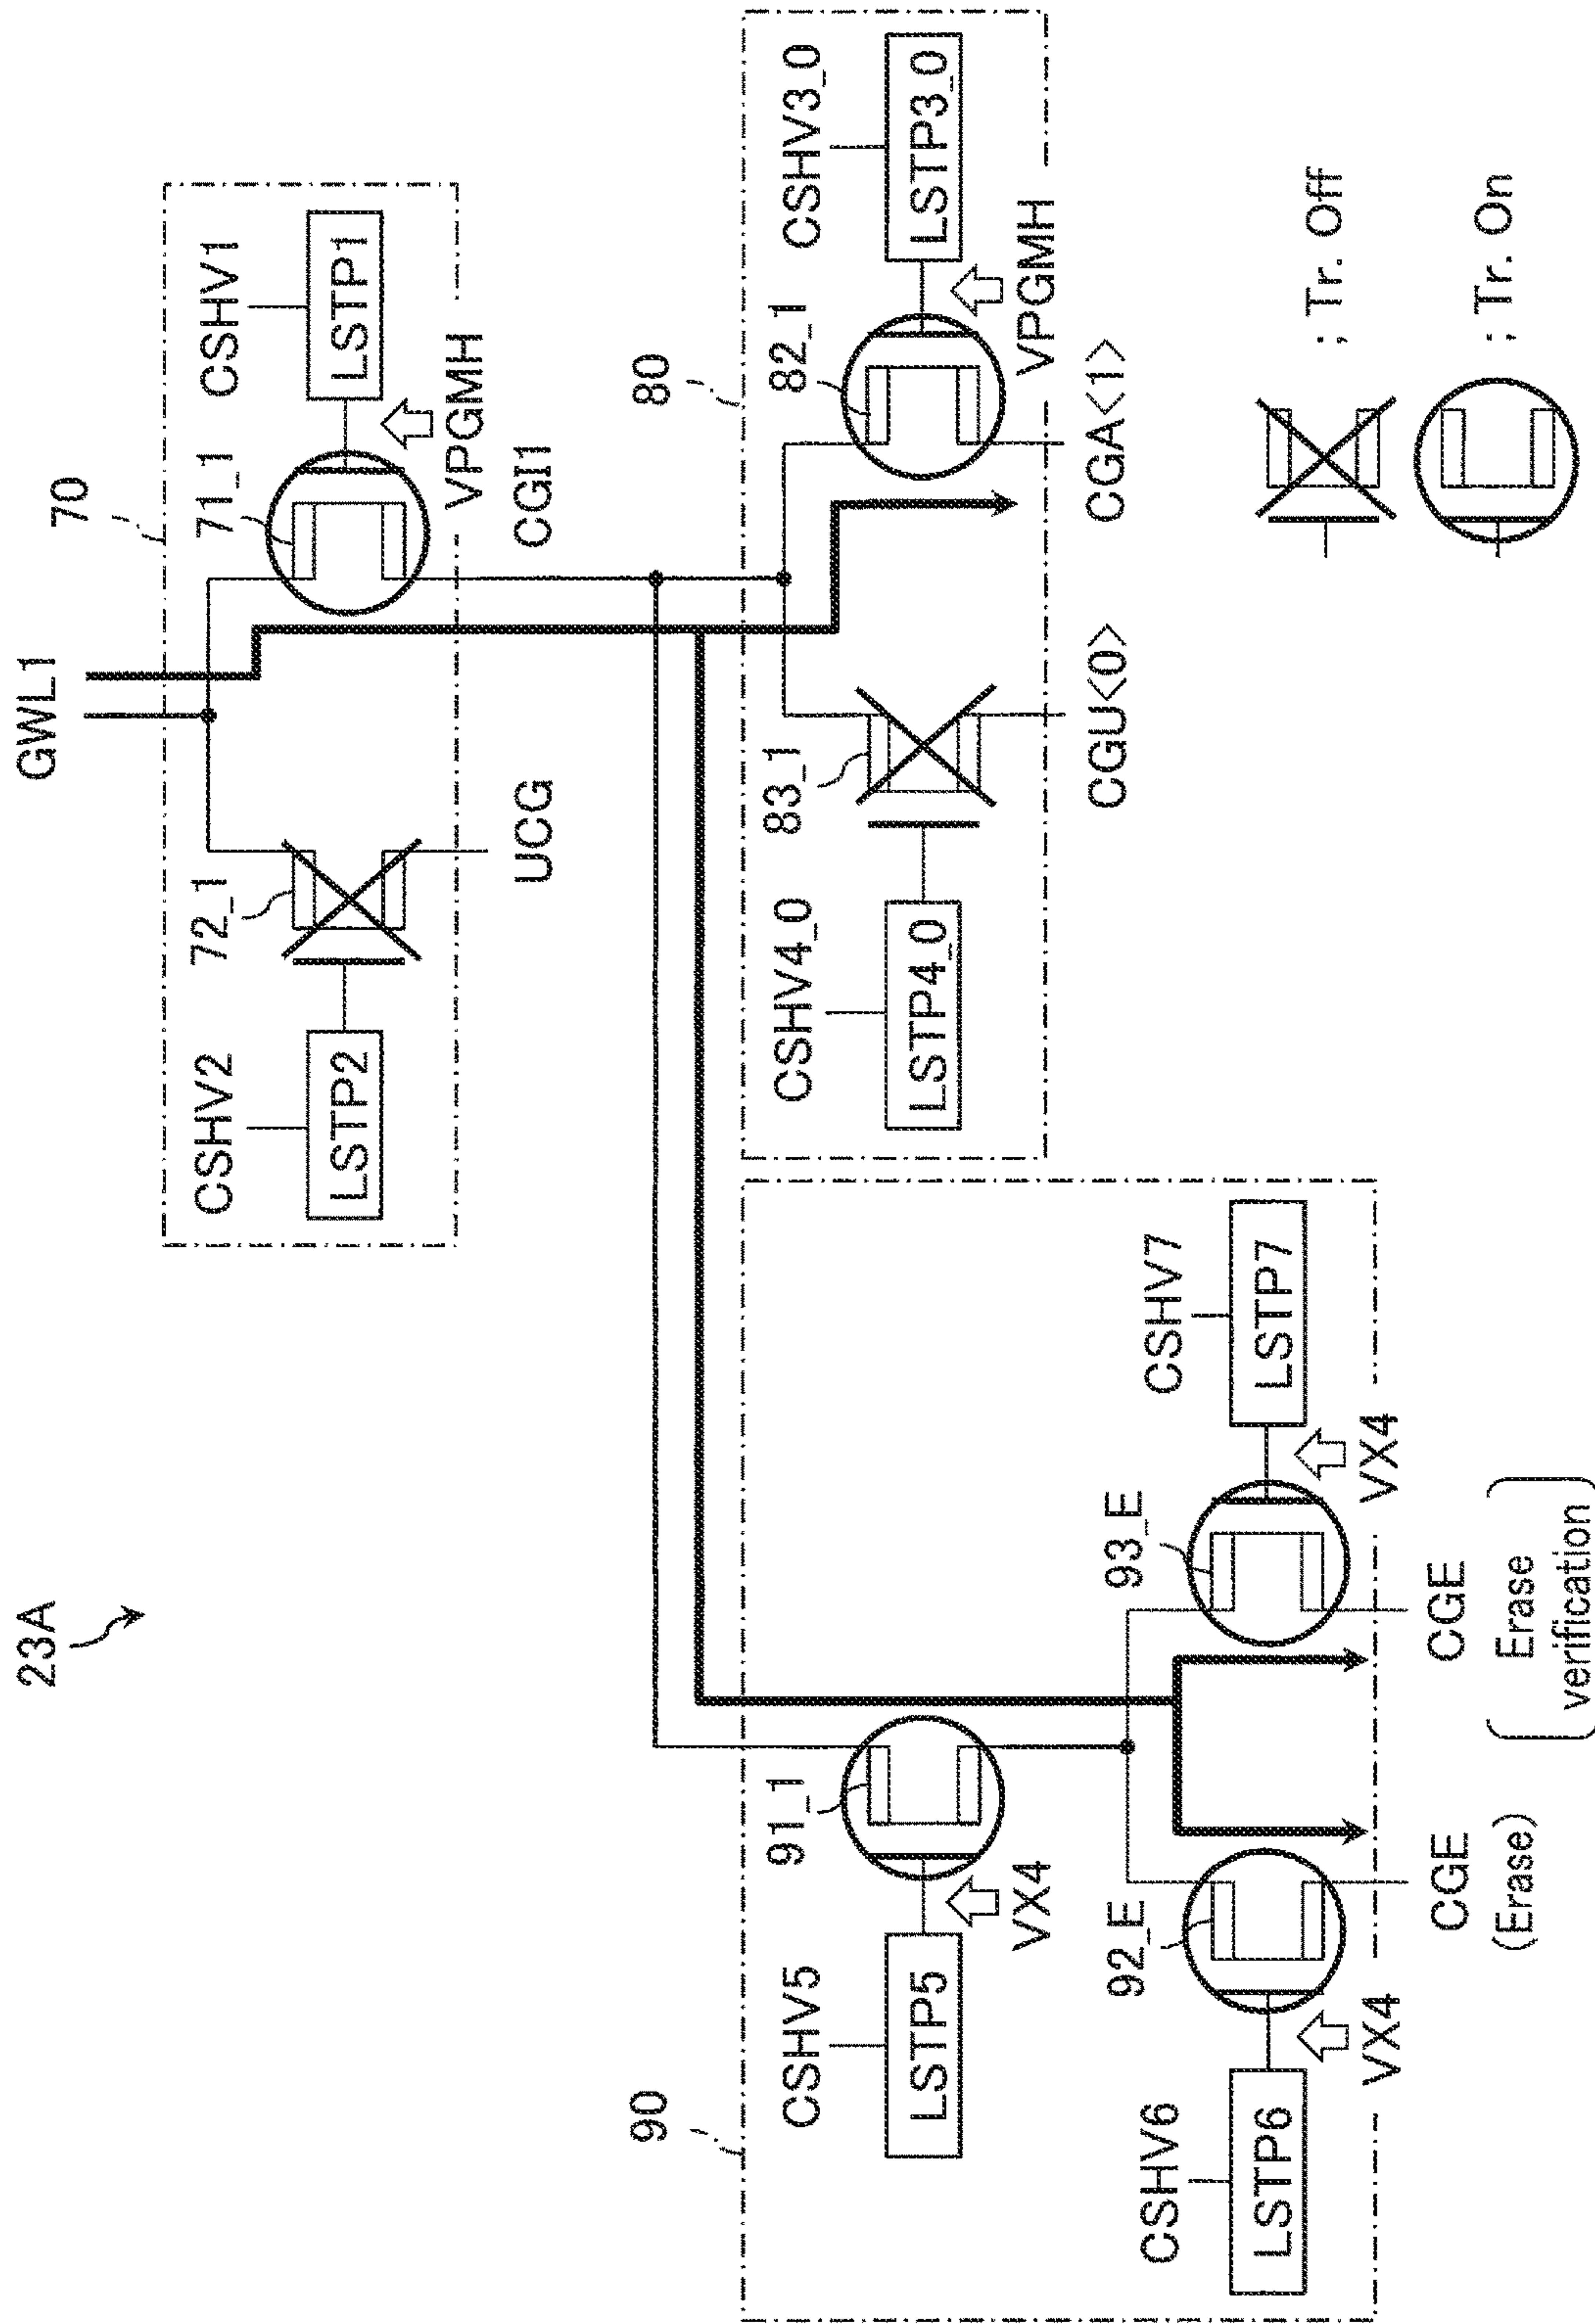 23A
GWL1
70
CSHV2
CSHV1
LSTP2
72_1
71_1
LSTP1
VPGMH
UCG
CGI1
90
80
CSHV5
91_1
CSHV4_0
83_1
82_1
CSHV3_0
LSTP5
LSTP4_0
LSTP3_0
VX4
VPGMH
CGU<0>
CGA<1>
CSHV6
92_E
93_E
CSHV7
LSTP6
LSTP7
VX4
VX4
CGE
(Erase)
CGE
(Erase
verification)
; Tr. Off
; Tr. On